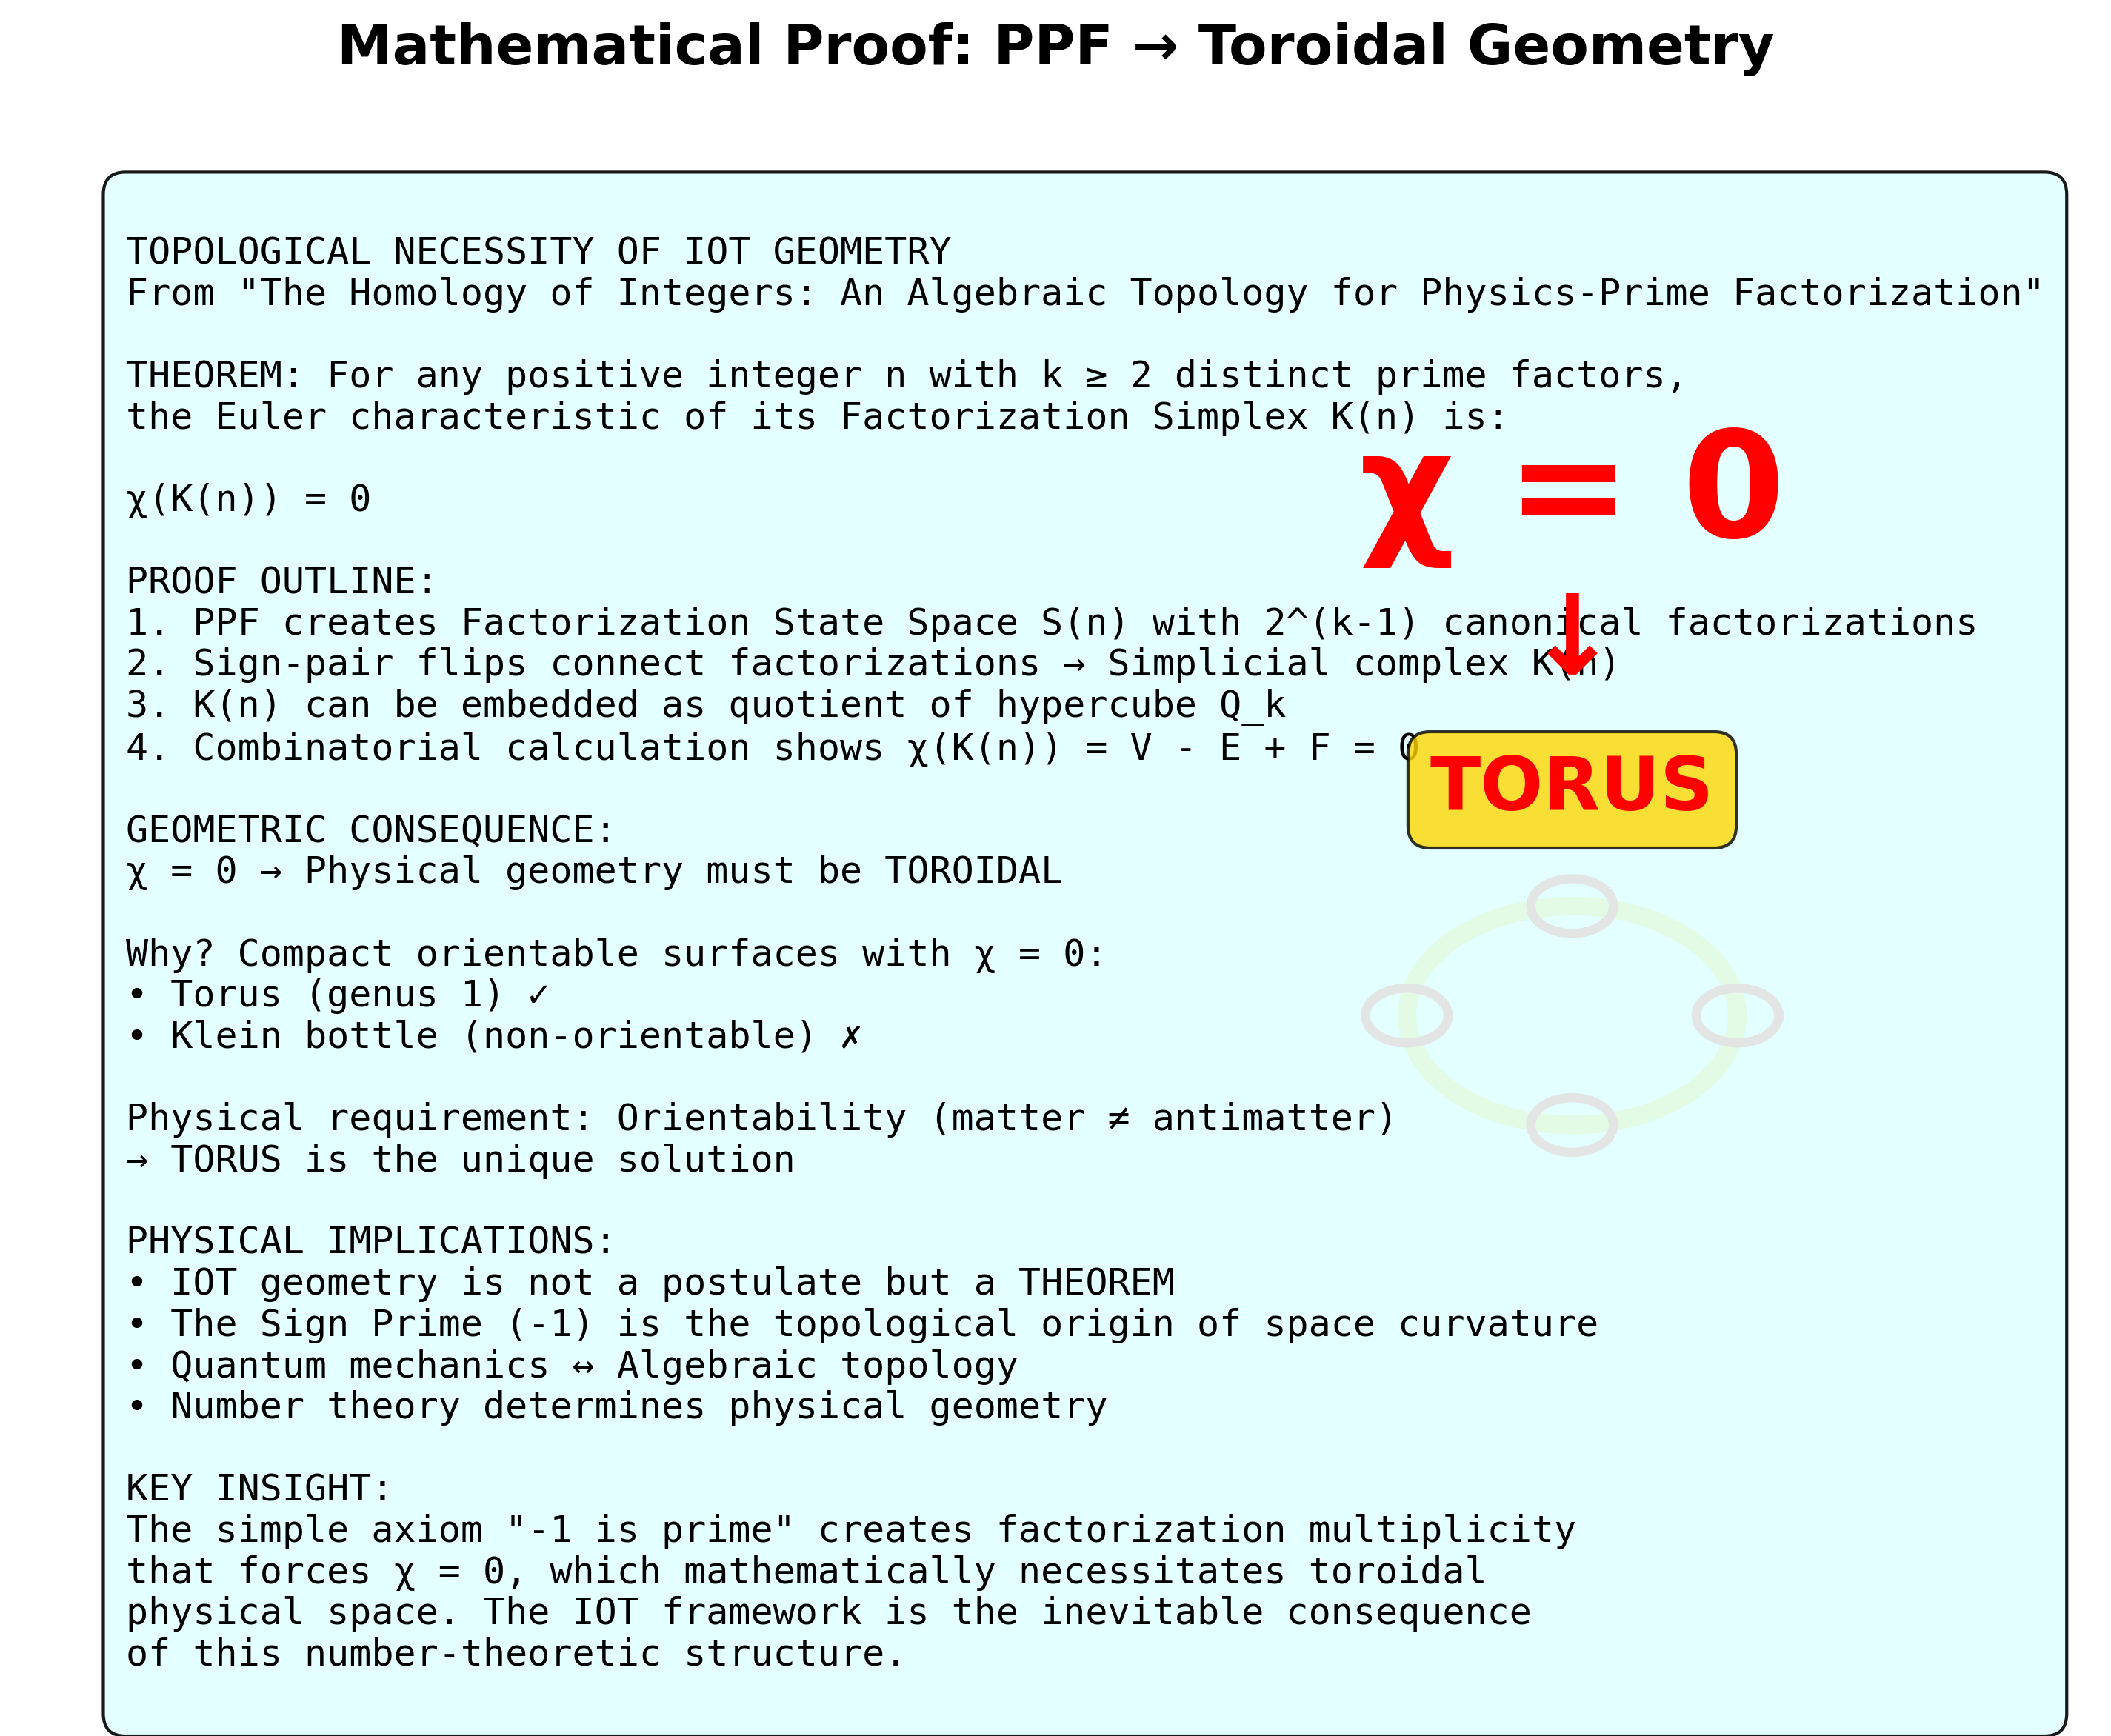 Mathematical Proof: PPF → Toroidal Geometry
TOPOLOGICAL NECESSITY OF IOT GEOMETRY
From "The Homology of Integers: An Algebraic Topology for Physics-Prime Factorization"
THEOREM: For any positive integer n with k ≥ 2 distinct prime factors,
the Euler characteristic of its Factorization Simplex K(n) is:
χ(K(n)) = 0
χ = 0
↓
TORUS
PROOF OUTLINE:
1. PPF creates Factorization State Space S(n) with 2^(k-1) canonical factorizations
2. Sign-pair flips connect factorizations → Simplicial complex K(n)
3. K(n) can be embedded as quotient of hypercube Q_k
4. Combinatorial calculation shows χ(K(n)) = V - E + F = 0
GEOMETRIC CONSEQUENCE:
χ = 0 → Physical geometry must be TOROIDAL
Why? Compact orientable surfaces with χ = 0:
• Torus (genus 1) ✓
• Klein bottle (non-orientable) ✗
Physical requirement: Orientability (matter ≠ antimatter)
→ TORUS is the unique solution
PHYSICAL IMPLICATIONS:
• IOT geometry is not a postulate but a THEOREM
• The Sign Prime (-1) is the topological origin of space curvature
• Quantum mechanics ↔ Algebraic topology
• Number theory determines physical geometry
KEY INSIGHT:
The simple axiom "-1 is prime" creates factorization multiplicity
that forces χ = 0, which mathematically necessitates toroidal
physical space. The IOT framework is the inevitable consequence
of this number-theoretic structure.